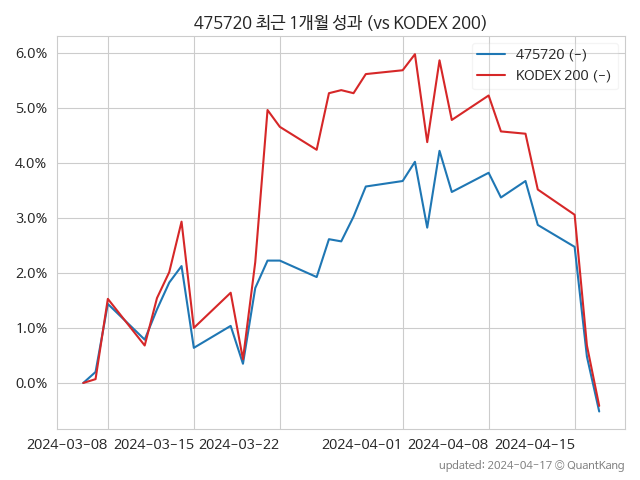 475720 최근 1개월 성과 (vs KODEX 200)
475720 (-)
KODEX 200 (-)
6.0%
5.0%
4.0%
3.0%
2.0%
1.0%
0.0%
2024-03-08 2024-03-15 2024-03-22 2024-04-01 2024-04-08 2024-04-15
updated: 2024-04-17 © QuantKang